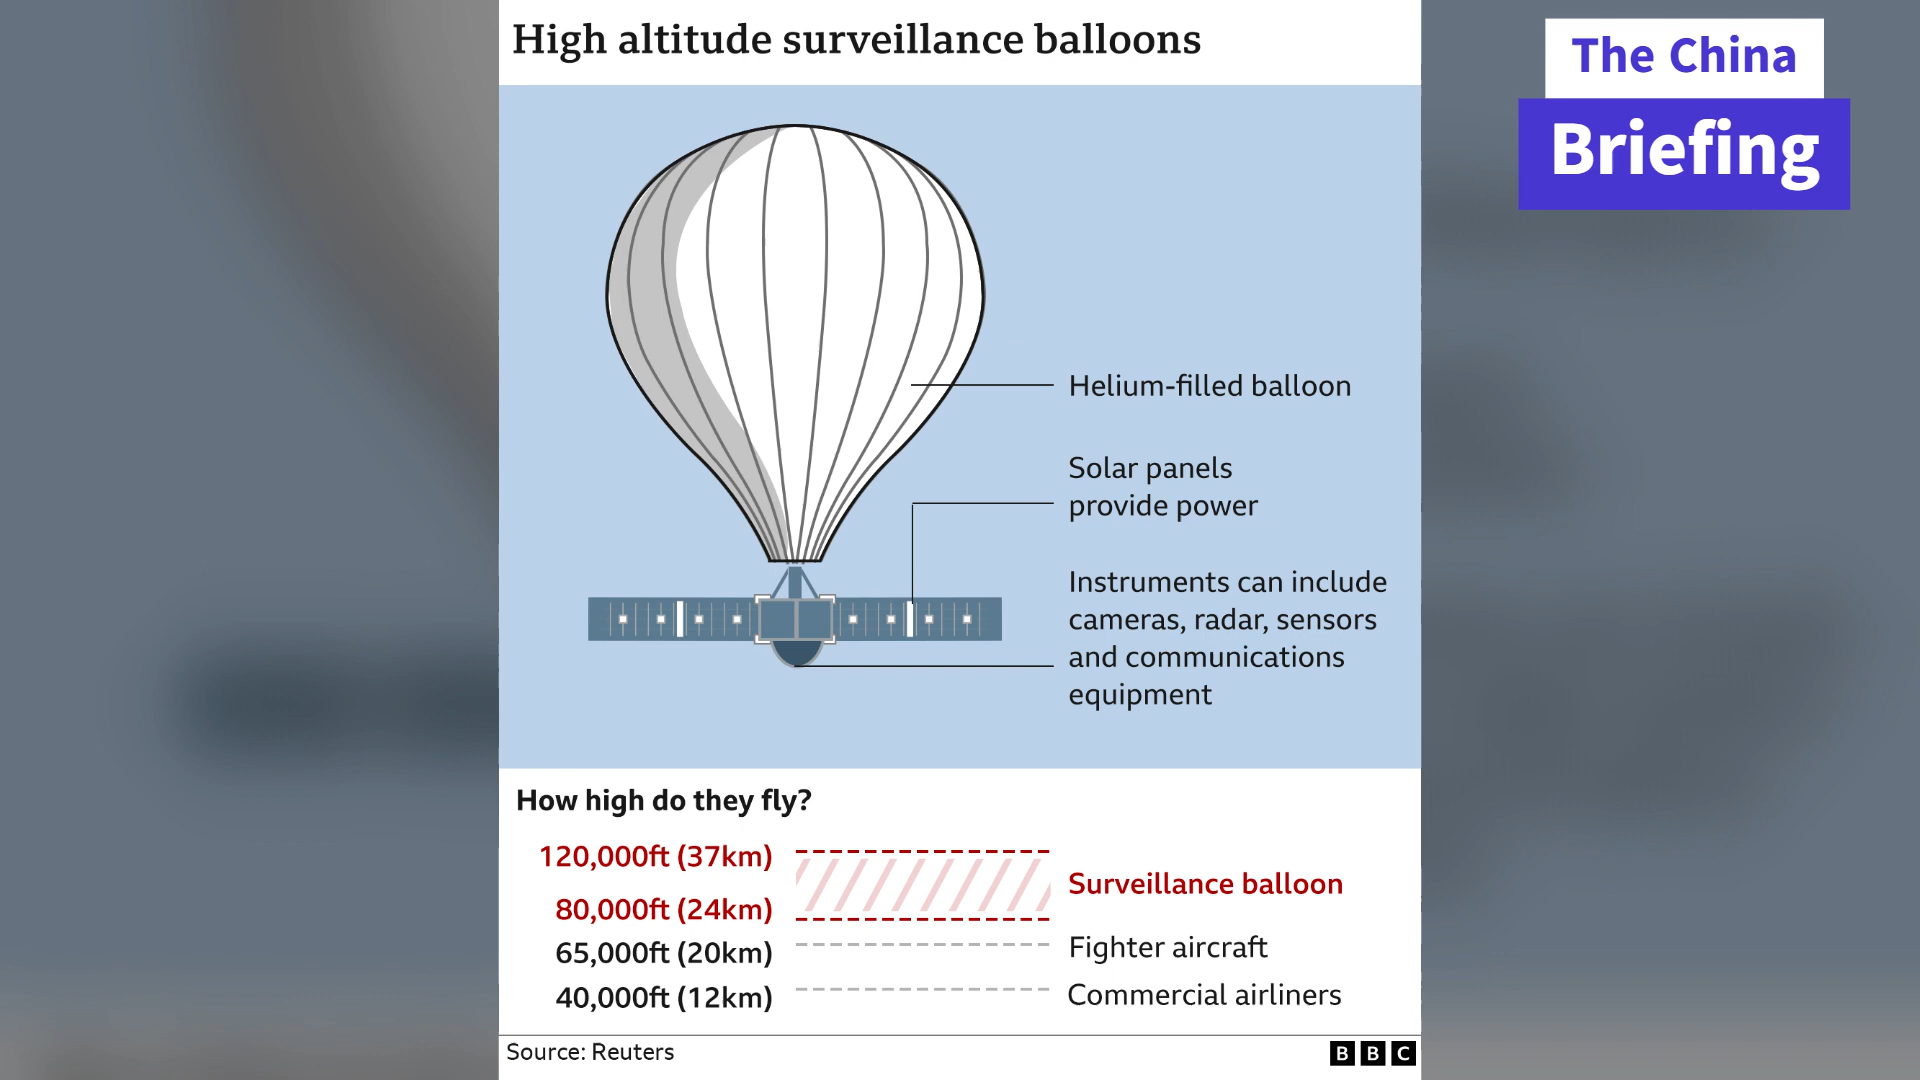 High altitude surveillance balloons
The China
Briefing
Helium-filled balloon
Solar panels
provide power
Instruments can include
cameras, radar, sensors
and communications
equipment
How high do they fly?
120,000ft (37km)
80,000ft (24km)
Surveillance balloon
65,000ft (20km)
Fighter aircraft
40,000ft (12km)
Commercial airliners
Source: Reuters
BBC